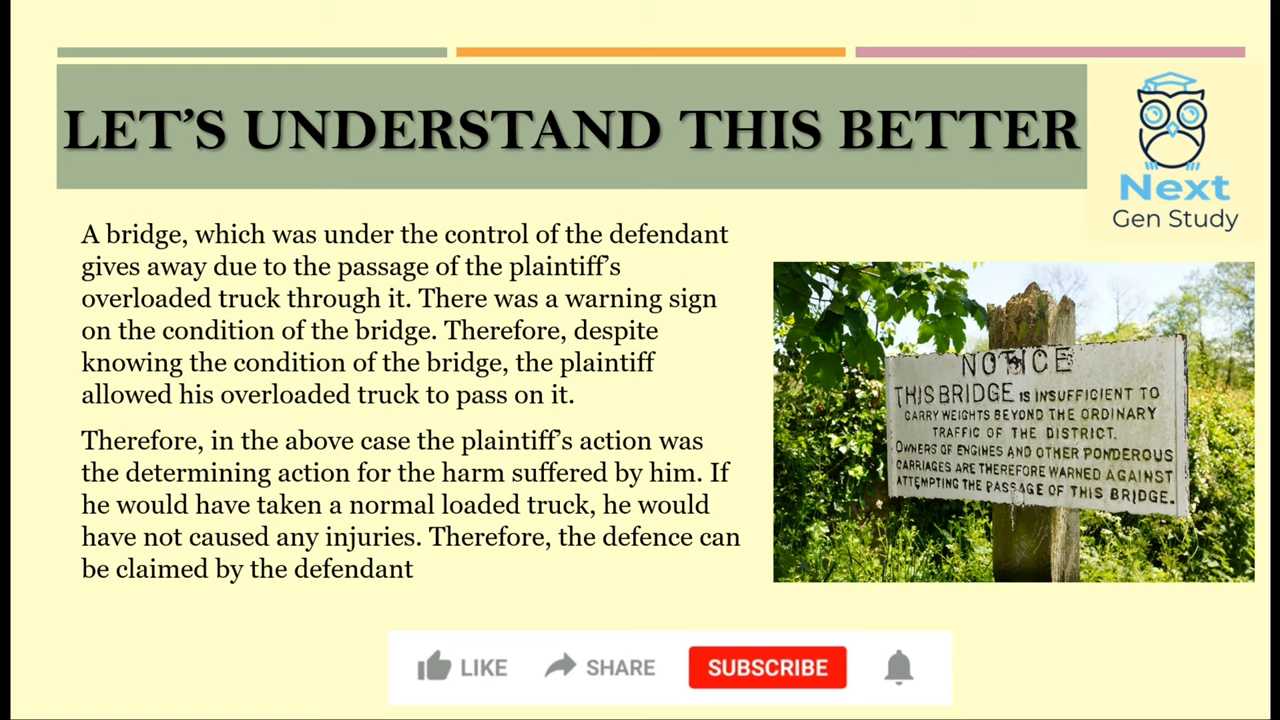 LET'S UNDERSTAND THIS BETTER
Next
Gen Study
A bridge, which was under the control of the defendant
gives away due to the passage of the plaintiff's
overloaded truck through it. There was a warning sign
on the condition of the bridge. Therefore, despite
knowing the condition of the bridge, the plaintiff
allowed his overloaded truck to pass on it.
Therefore, in the above case the plaintiff's action was
the determining action for the harm suffered by him. If
he would have taken a normal loaded truck, he would
have not caused any injuries. Therefore, the defence can
be claimed by the defendant
NOTICE
THIS BRIDGE IS INSUFFICIENT TO
CARRY WEIGHTS BEYOND THE ORDINARY
TRAFFIC OF THE DISTRICT.
OWNERS OF ENGINES AND OTHER PONDEROUS
CARRIAGES ARE THEREFORE WARNED AGAINST
ATTEMPTING THE PASSAGE OF THIS BRIDGE.
LIKE SHARE SUBSCRIBE